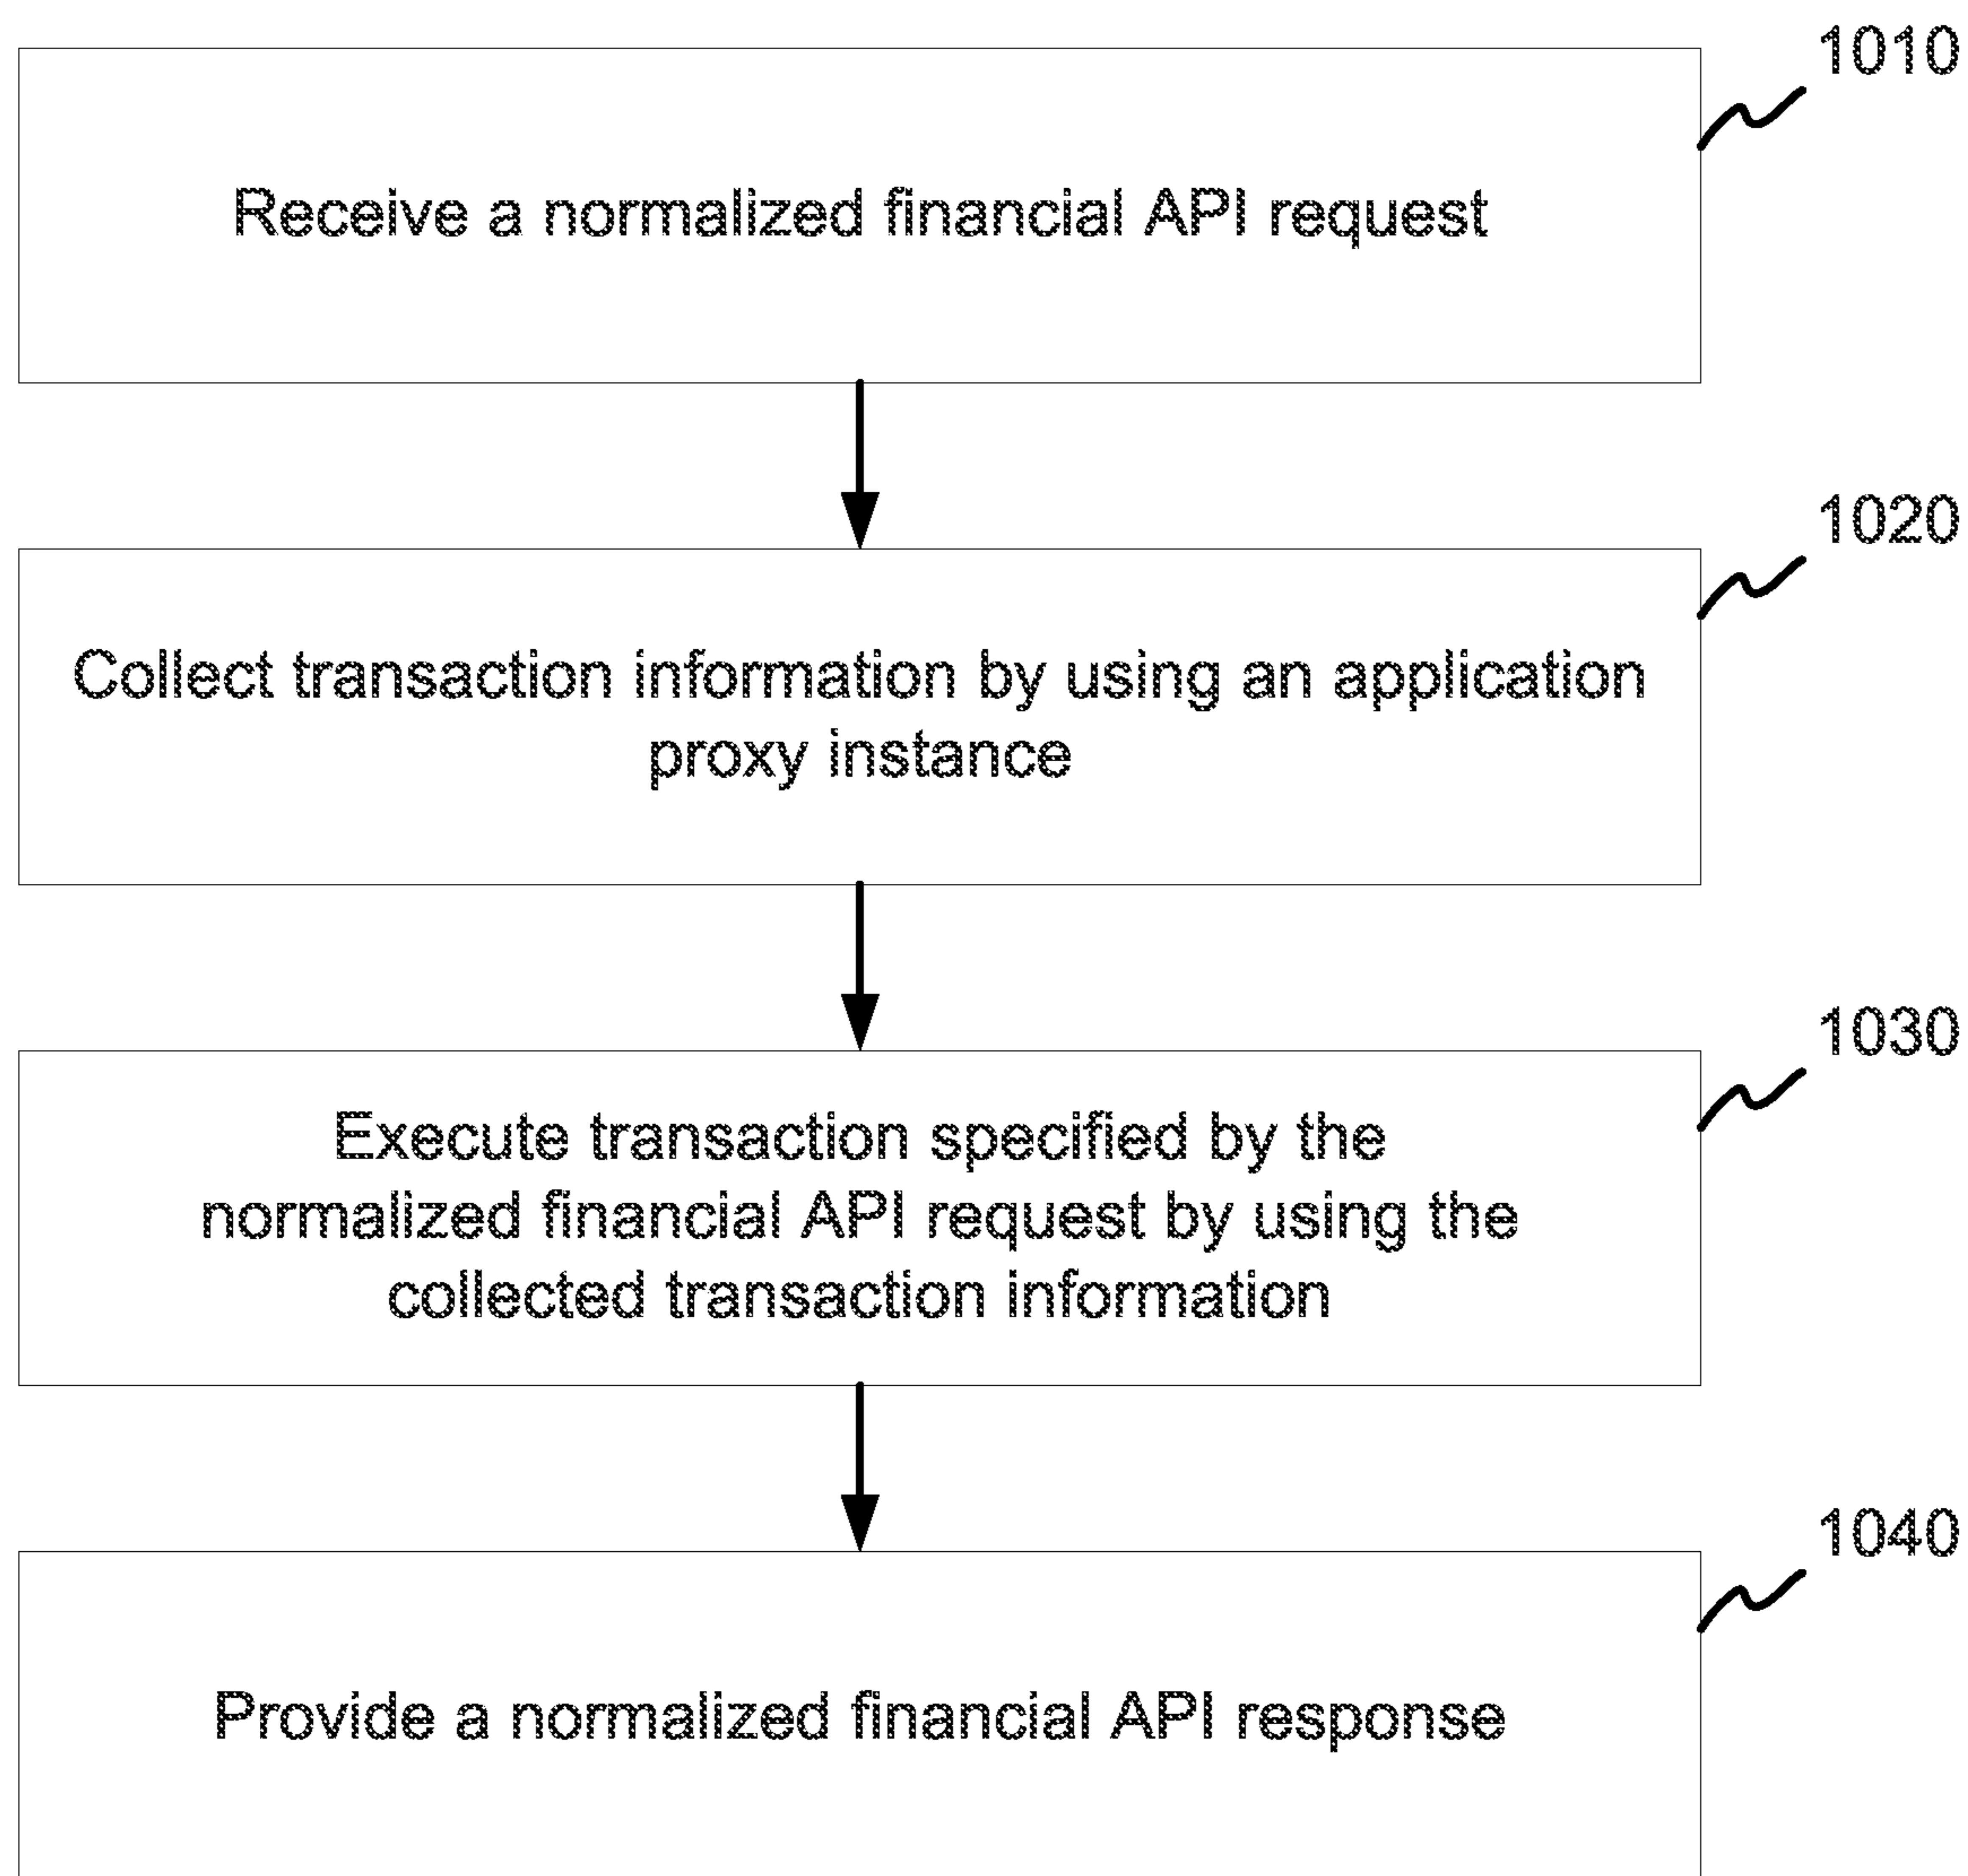 1010
Receive a normalized financial API request
1020
Collect transaction information by using an application
proxy instance
1030
Execute transaction specified by the
normalized financial API request by using the
collected transaction information
1040
Provide a normalized financial API response